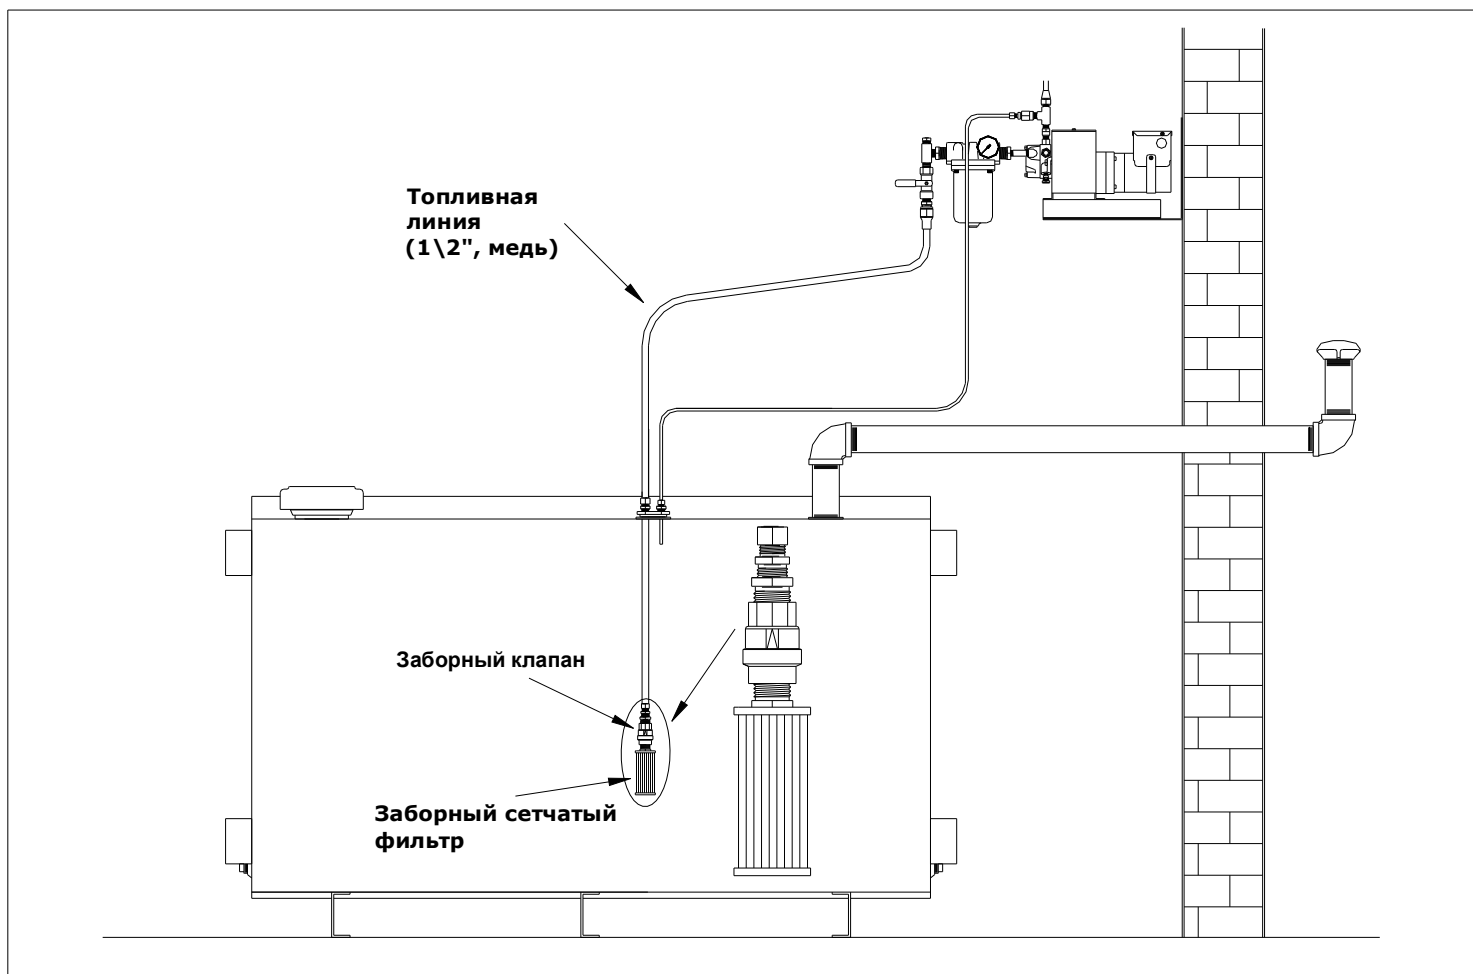 Топливная
линия
(1\2", медь)
Заборный клапан
Заборный сетчатый
фильтр